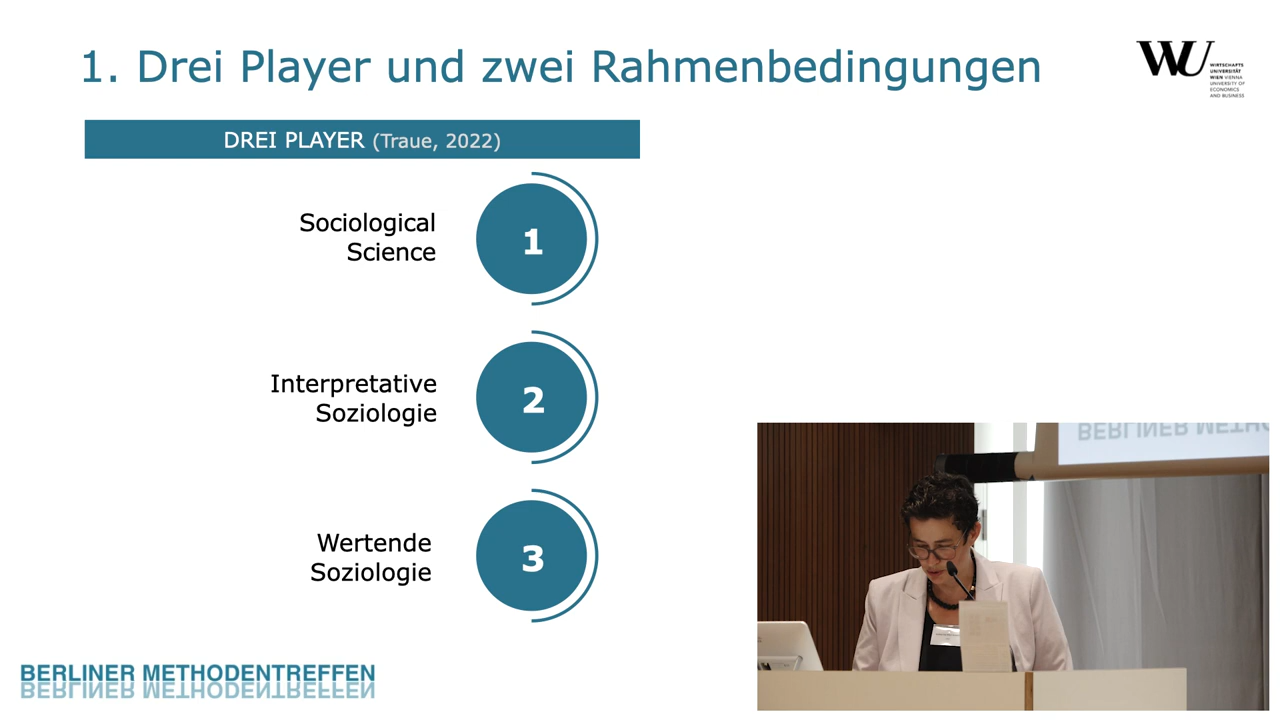 1. Drei Player und zwei Rahmenbedingungen
WU
WIRTSCHAFTS
UNIVERSITÄT
WIEN VIENNA
UNIVERSITY OF
ECONOMICS
AND BUSINESS
DREI PLAYER (Traue, 2022)
Sociological
Science
1
Interpretative
Soziologie
2
Wertende
Soziologie
3
BERLINER METHODENTREFFEN